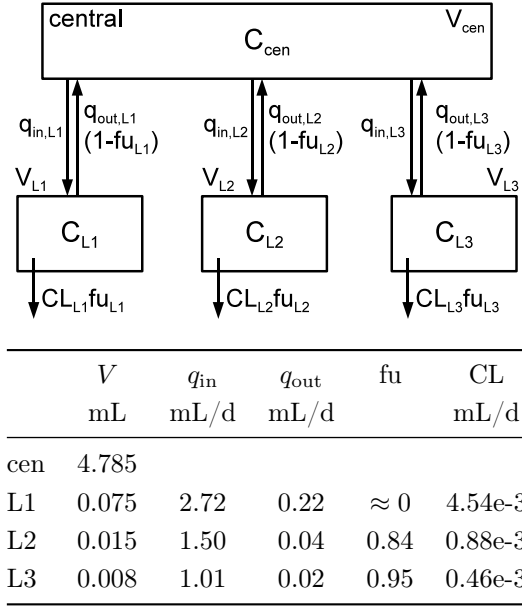 central V_cen
C_cen
q_in,L1 q_out,L1 (1-fu_L1) q_in,L2 q_out,L2 (1-fu_L2) q_in,L3 q_out,L3 (1-fu_L3)
V_L1 V_L2 V_L3
C_L1 C_L2 C_L3
CL_L1fu_L1 CL_L2fu_L2 CL_L3fu_L3
V q_in q_out fu CL
mL mL/d mL/d mL/d
cen 4.785
L1 0.075 2.72 0.22 ≈ 0 4.54e-3
L2 0.015 1.50 0.04 0.84 0.88e-3
L3 0.008 1.01 0.02 0.95 0.46e-3